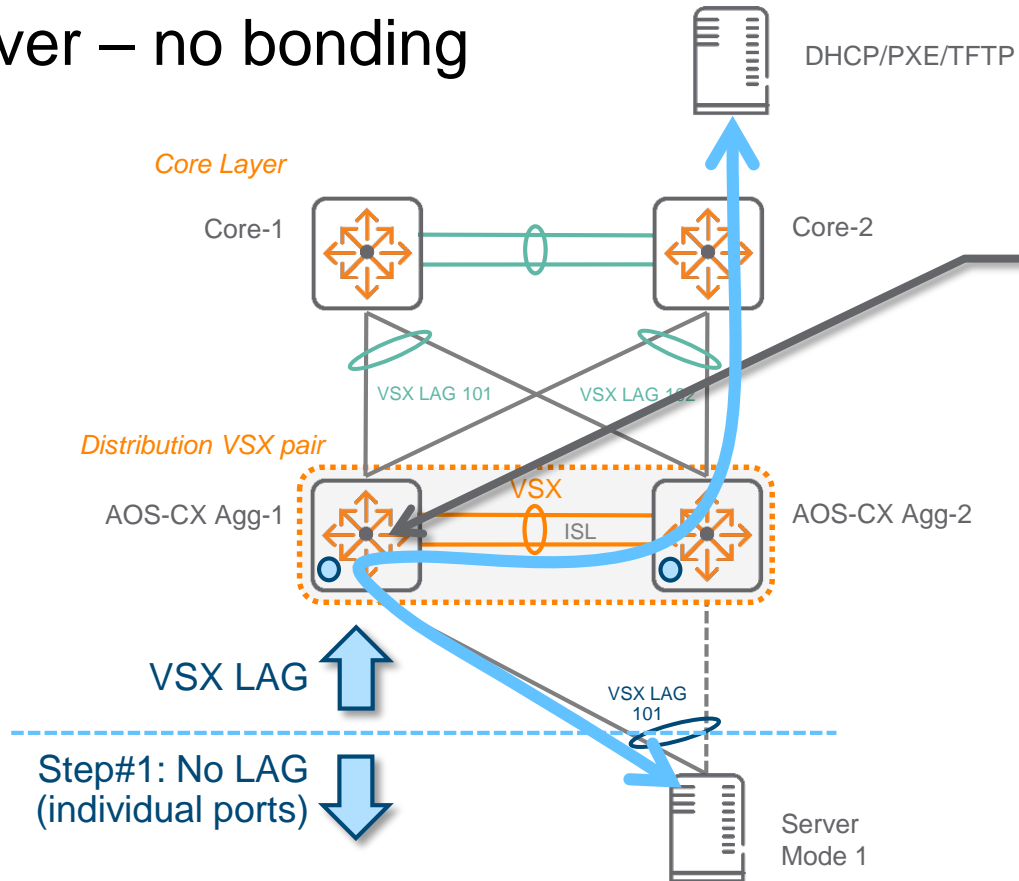 ver – no bonding
DHCP/PXE/TFTP
Core Layer
Core-1
Core-2
VSX LAG 101
VSX LAG 102
Distribution VSX pair
VSX
AOS-CX Agg-1
ISL
AOS-CX Agg-2
VSX LAG
VSX LAG
101
Step#1: No LAG
(individual ports)
Server
Mode 1